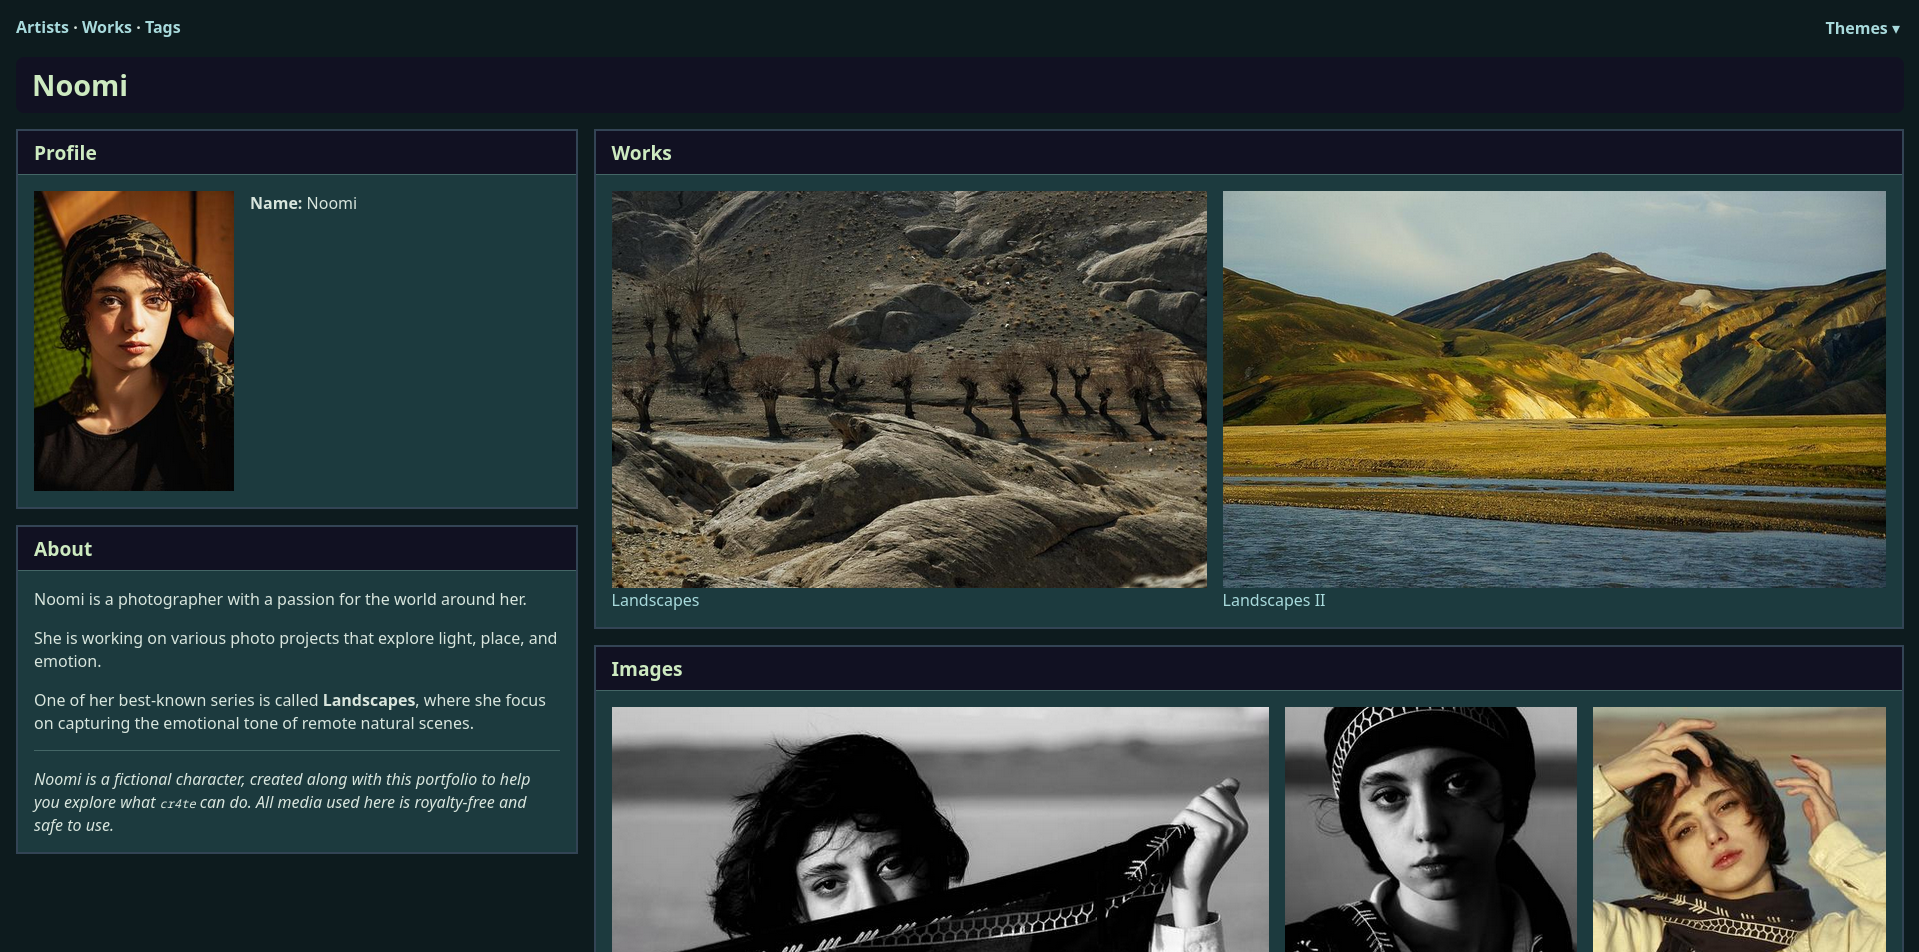 Artists · Works · Tags
Themes ▾
Noomi
Profile
Name: Noomi
About
Noomi is a photographer with a passion for the world around her.
She is working on various photo projects that explore light, place, and
emotion.
One of her best-known series is called Landscapes, where she focus
on capturing the emotional tone of remote natural scenes.
Noomi is a fictional character, created along with this portfolio to help
you explore what cr4te can do. All media used here is royalty-free and
safe to use.
Works
Landscapes
Landscapes II
Images